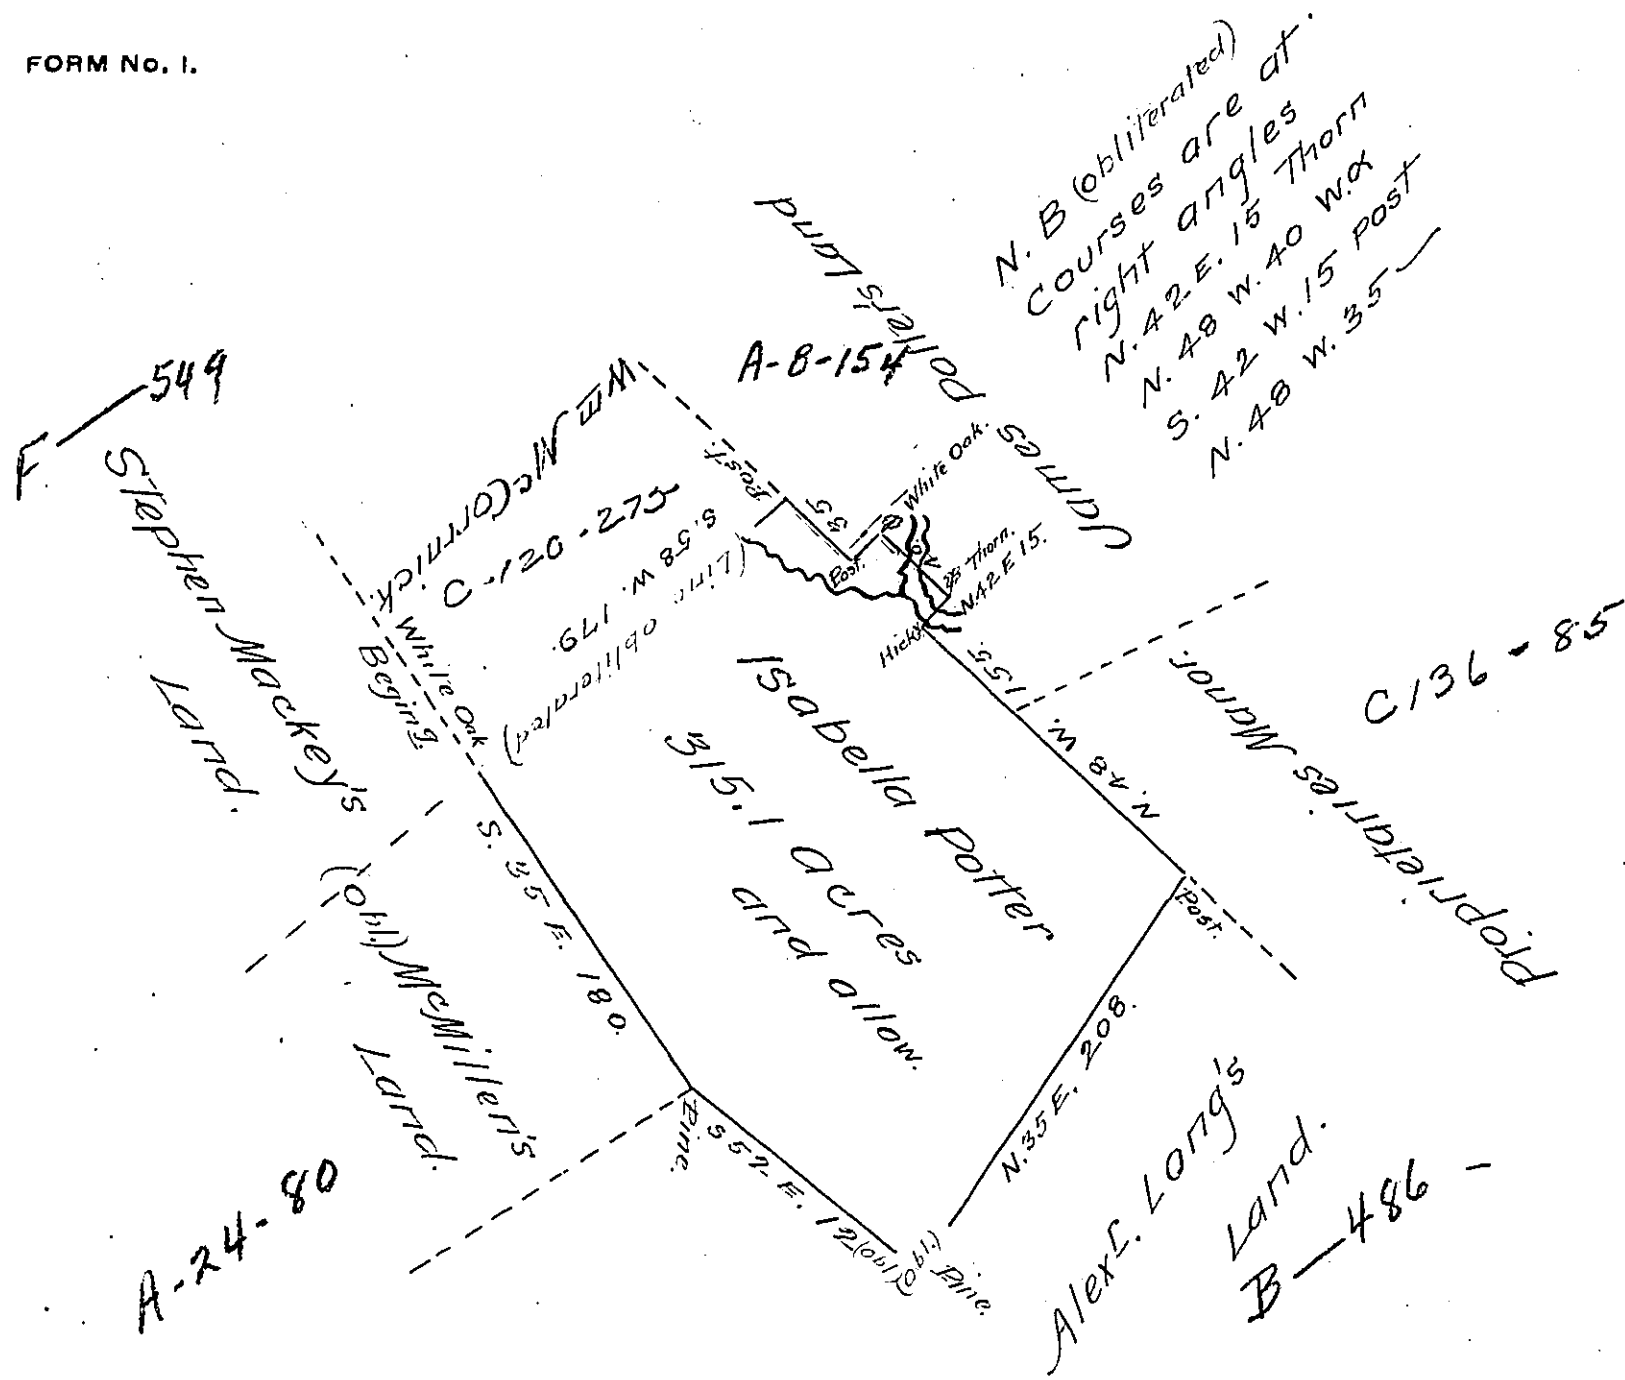 FORM No. 1.
N. B (obliterated)
Courses are at
right angles
N. 42 E. 15 Thorn
N. 48 W. 40 W.α
S. 42 W. 15 Post
N. 48 W. 35
James Pollet's Land
A-8-154
F—549
Stephen Mackey's
Land.
Wm McCormick.
C-120-275
S. 58 W. 179.
(Line obliterated)
White Oak
Beging.
Post.
35
Post.
White Oak.
Thorn.
N42E15.
Hicky
155.
N. 48 W.
Proprietaries Manor.
C136-85
Isabella Potter
315.1 acres
and allow.
Post.
S. 35 E. 180.
(obl.) McMillen's
Land.
A-24-80
Pine.
S 52 E. 12 (obl.)
(obl.) Pine.
N. 35 E. 208.
Alex r. Long's
Land.
B—486 -